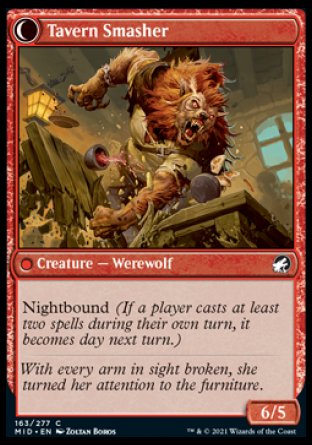 Tavern Smasher
Creature — Werewolf
Nightbound (If a player casts at least
two spells during their own turn, it
becomes day next turn.)
With every arm in sight broken, she
turned her attention to the furniture.
6/5
163/277 C
MID • EN Zoltan Boros
™ & © 2021 Wizards of the Coast